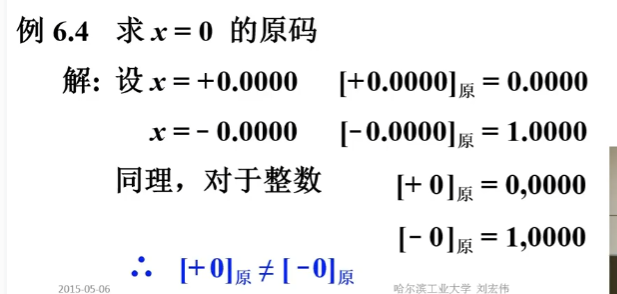 例 6.4 求 x = 0 的原码
解: 设 x = +0.0000 [+0.0000]原 = 0.0000
x = - 0.0000 [-0.0000]原 = 1.0000
同理，对于整数 [+ 0]原 = 0,0000
[- 0]原 = 1,0000
∴ [+ 0]原 ≠ [ -0]原
2015-05-06 哈尔滨工业大学 刘宏伟